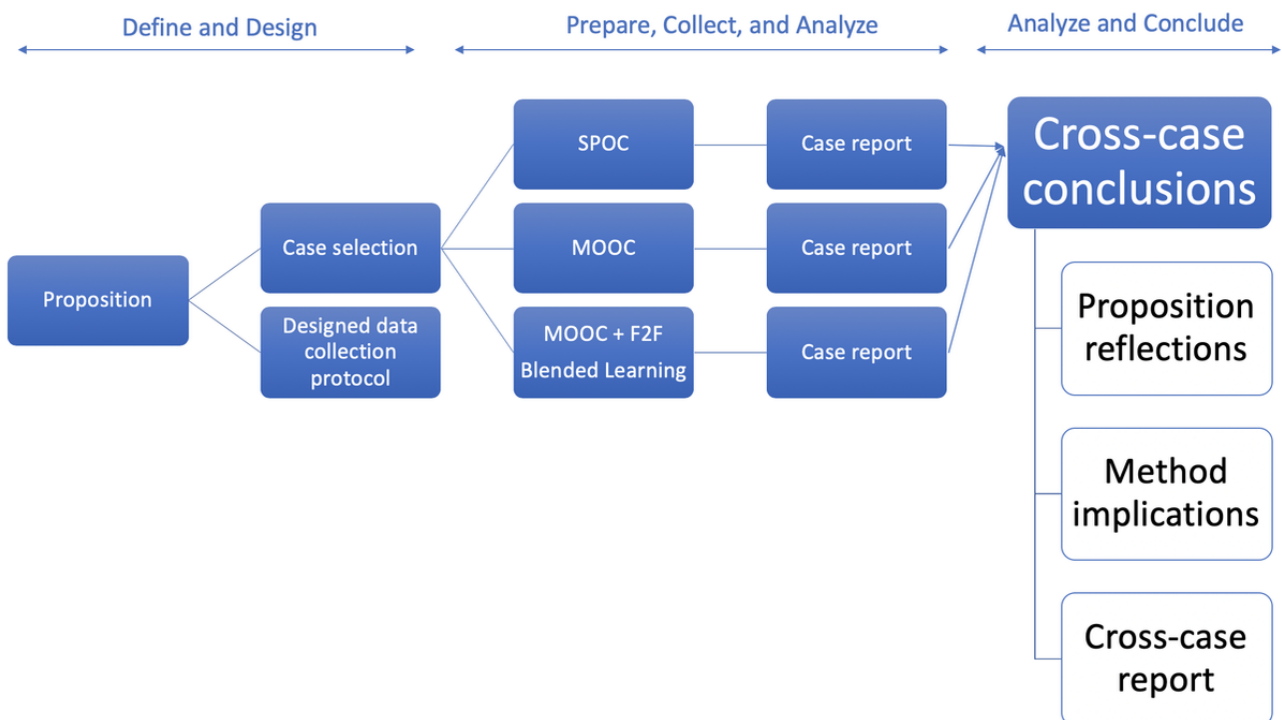 Define and Design
Prepare, Collect, and Analyze
Analyze and Conclude
Proposition
Case selection
Designed data
collection
protocol
SPOC
MOOC
MOOC + F2F
Blended Learning
Case report
Case report
Case report
Cross-case
conclusions
Proposition
reflections
Method
implications
Cross-case
report